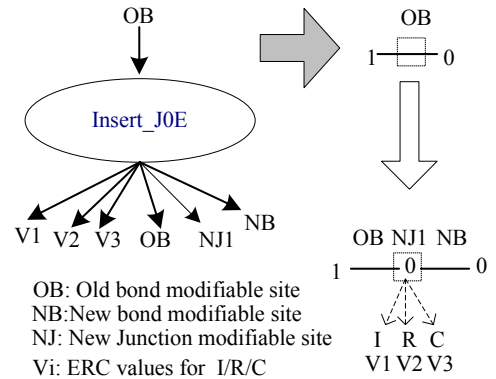 OB
Insert_J0E
V1 V2 V3 OB NJ1 NB
OB: Old bond modifiable site
NB:New bond modifiable site
NJ: New Junction modifiable site
Vi: ERC values for I/R/C
OB
1 0
OB NJ1 NB
1 0 0
I R C
V1 V2 V3